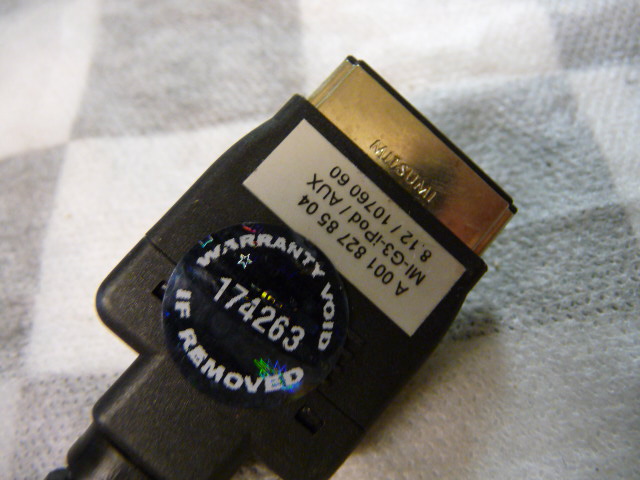 MITSUMI
A 001 827 85 04
MI-G3-iPod / AUX
8.12 / 10760 60
WARRANTY VOID
174263
IF REMOVED